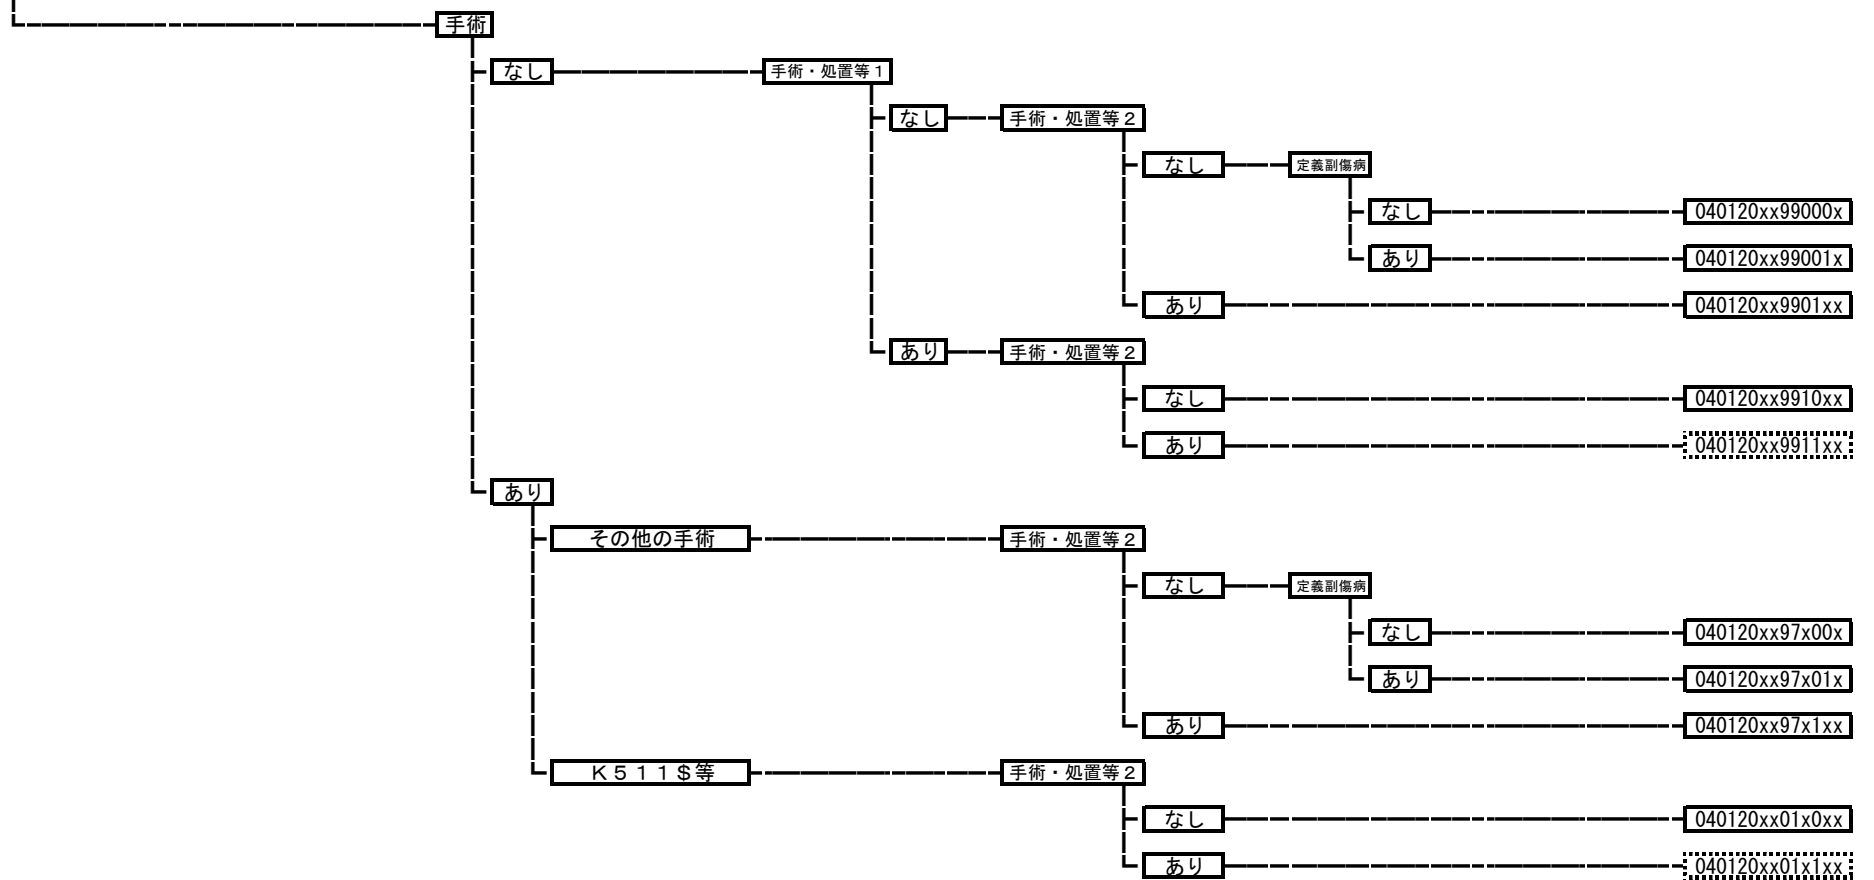 手術
なし 手術・処置等1
なし 手術・処置等2
なし 定義副傷病
なし 040120xx99000x
あり 040120xx99001x
あり 040120xx9901xx
あり 手術・処置等2
なし 040120xx9910xx
あり 040120xx9911xx
あり
その他の手術 手術・処置等2
なし 定義副傷病
なし 040120xx97x00x
あり 040120xx97x01x
あり 040120xx97x1xx
K511$等 手術・処置等2
なし 040120xx01x0xx
あり 040120xx01x1xx